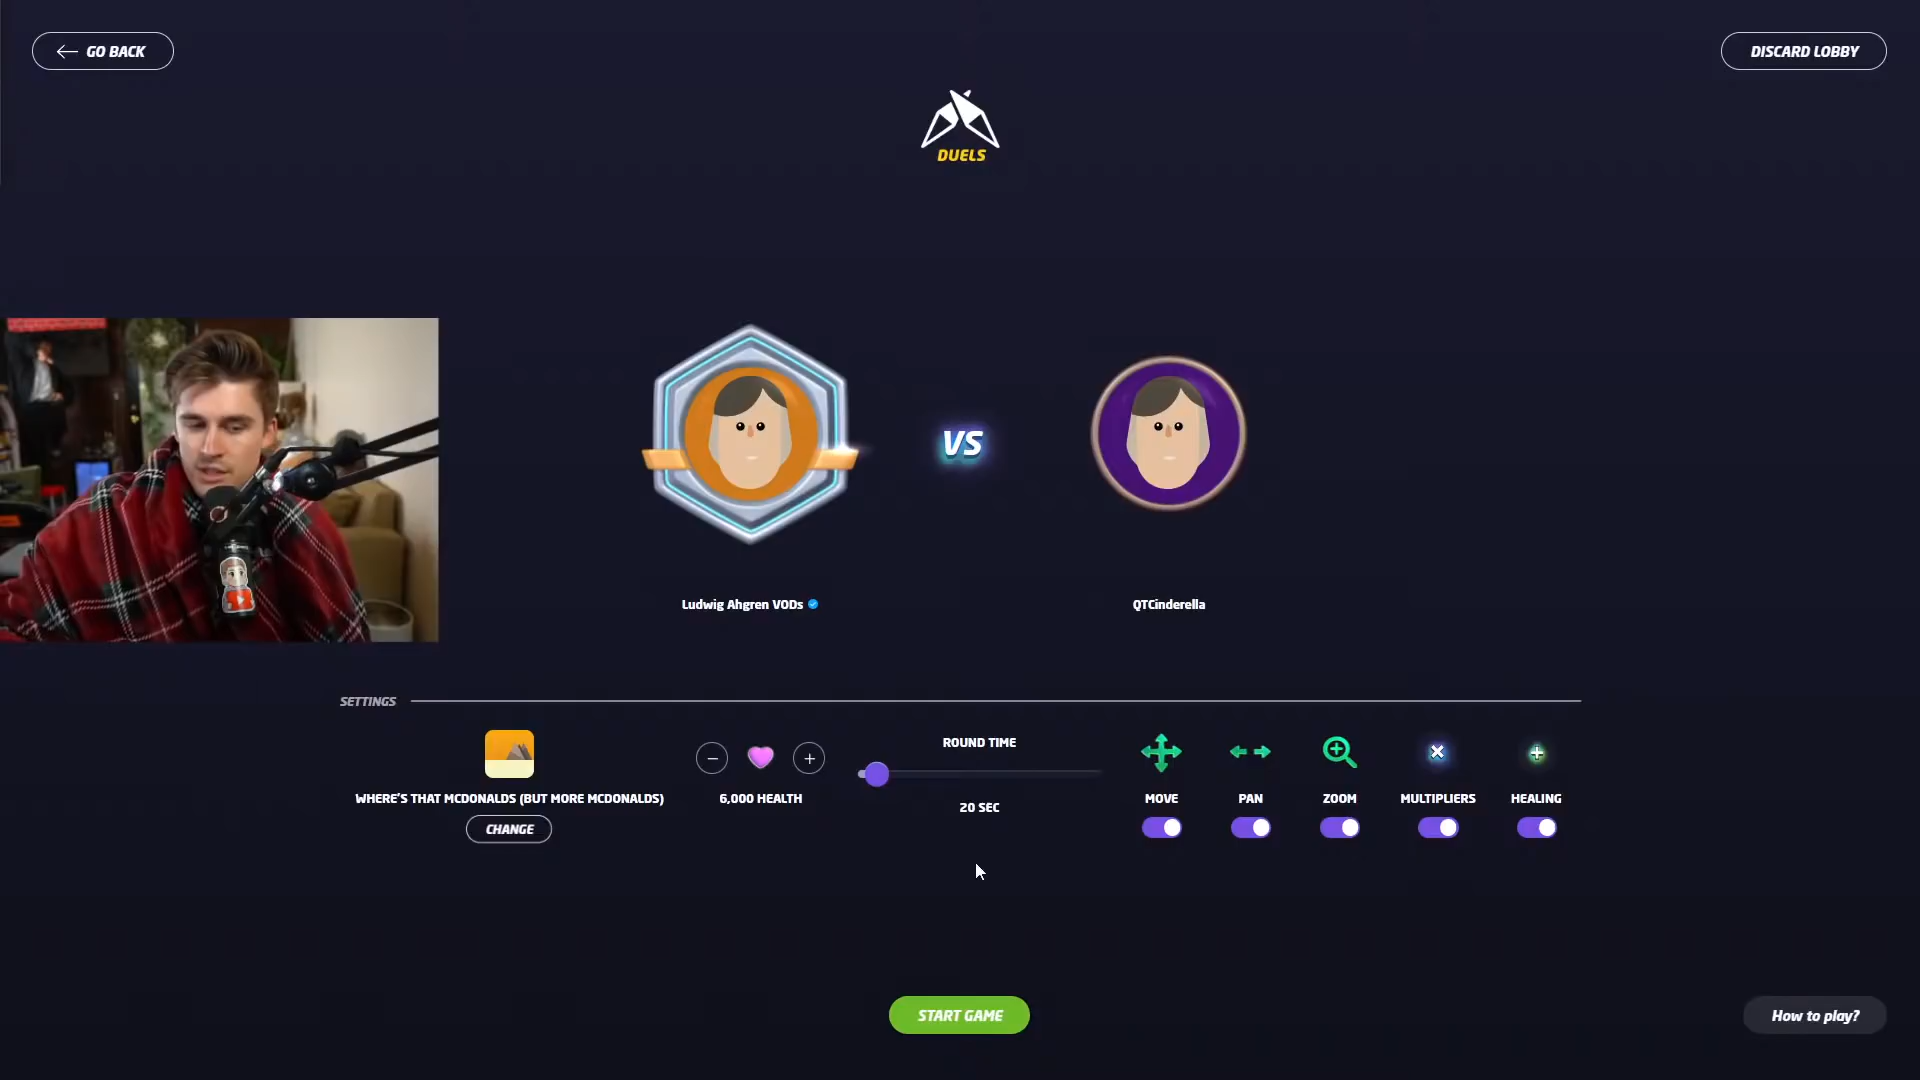 GO BACK
DISCARD LOBBY
DUELS
VS
Ludwig Ahgren VODs
QTCinderella
SETTINGS
WHERE'S THAT MCDONALDS (BUT MORE MCDONALDS)
CHANGE
6,000 HEALTH
ROUND TIME
20 SEC
MOVE
PAN
ZOOM
MULTIPLIERS
HEALING
START GAME
How to play?